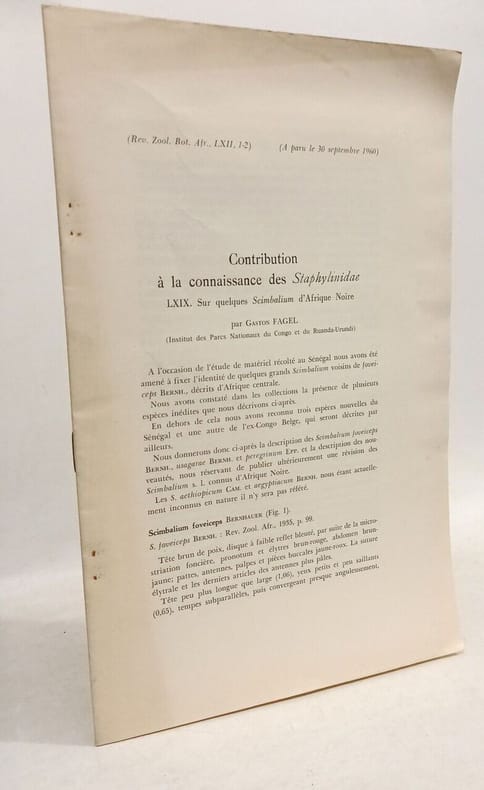 (Rev. Zool. Bot. Afr., LXII, 1-2) (A paru le 30 septembre 1960)
Contribution
à la connaissance des Staphylinidae
LXIX. Sur quelques Scimbalium d'Afrique Noire
par GASTON FAGEL
(Institut des Parcs Nationaux du Congo et du Ruanda-Urundi)
A l'occasion de l'étude de matériel récolté au Sénégal nous avons été
amené à fixer l'identité de quelques grands Scimbalium voisins de fovei-
ceps BERNH., décrits d'Afrique centrale.
Nous avons constaté dans les collections la présence de plusieurs
espèces inédites que nous décrivons ci-après.
En dehors de cela nous avons reconnu trois espèces nouvelles du
Sénégal et une autre de l'ex-Congo Belge, qui seront décrites par
ailleurs.
Nous donnerons donc ci-après la description des Scimbalium foveiceps
BERNH., usagarae BERNH. et peregrinum EPP. et la description des nou-
veautés, nous réservant de publier ultérieurement une révision des
Scimbalium s. l. connus d'Afrique Noire.
Les S. aethiopicum CAM. et aegyptiacum BERNH. nous étant actuelle-
ment inconnus en nature il n'y sera pas référé.
Scimbalium foveiceps BERNHAUER (Fig. 1).
S. foveiceps BERNH. : Rev. Zool. Afr., 1935, p. 99.
Tête brun de poix, disque à faible reflet bleuté, par suite de la micro-
striation foncière, pronotum et élytres brun-rouge, abdomen brun-
jaune; pattes, antennes, palpes et pièces buccales jaune-roux. La suture
élytrale et les derniers articles des antennes plus pâles.
Tête peu plus longue que large (1,06), yeux petits et peu saillants
(0,65), tempes subparallèles, puis convergeant presque angulement,